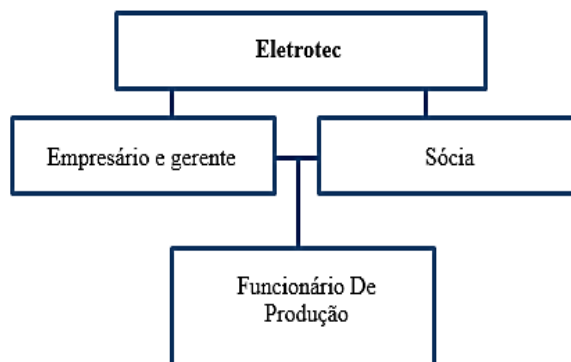 Eletrotec
Empresário e gerente
Sócia
Funcionário De
Produção